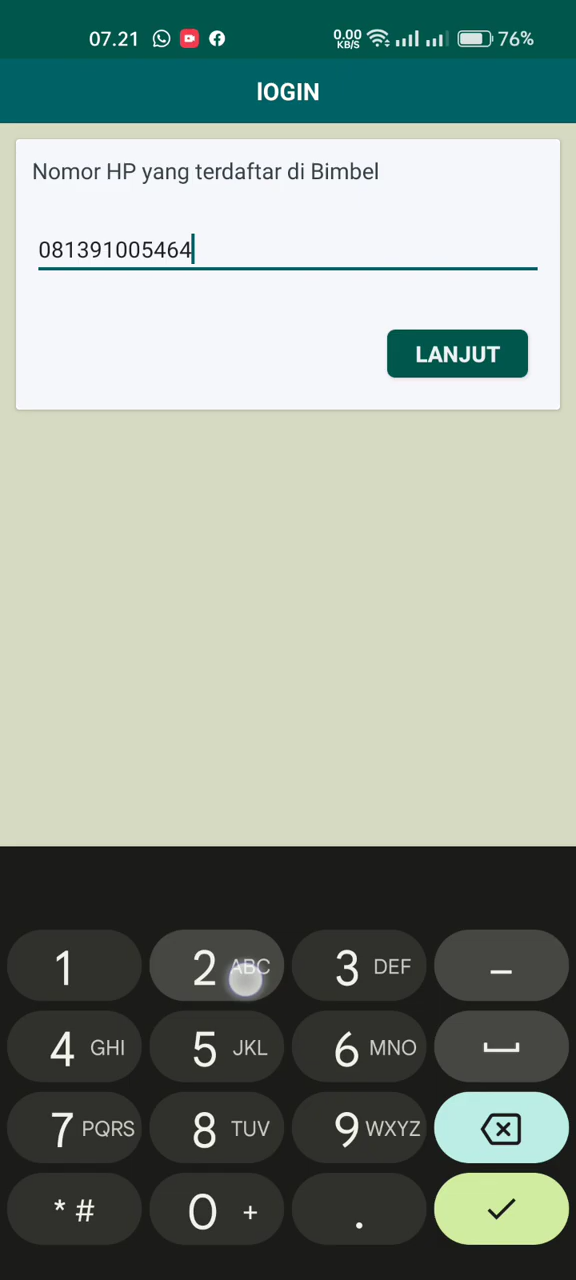 07.21 0.00 KB/S 76%
lOGIN
Nomor HP yang terdaftar di Bimbel
081391005464
LANJUT
1 2 ABC 3 DEF –
4 GHI 5 JKL 6 MNO
7 PQRS 8 TUV 9 WXYZ
* # 0 + .